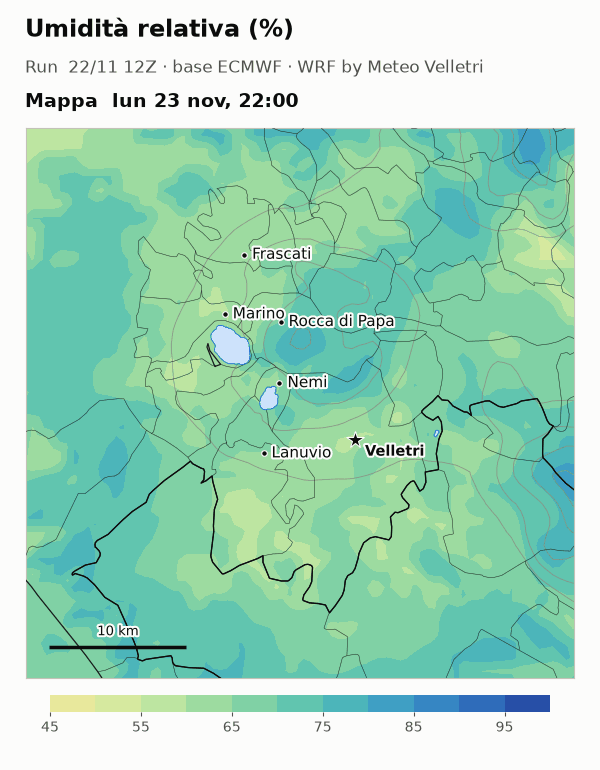 Umidità relativa (%)
Run  22/11 12Z · base ECMWF · WRF by Meteo Velletri
Mappa  lun 23 nov, 22:00
Frascati
Marino
Rocca di Papa
Nemi
Velletri
Lanuvio
10 km
45 55 65 75 85 95